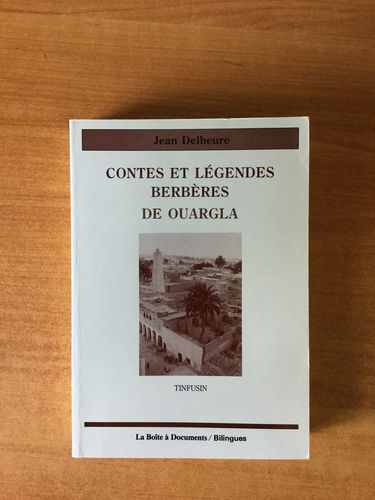 Jean Delheure
CONTES ET LÉGENDES
BERBÈRES
DE OUARGLA
TINFUSIN
La Boîte à Documents / Bilingues